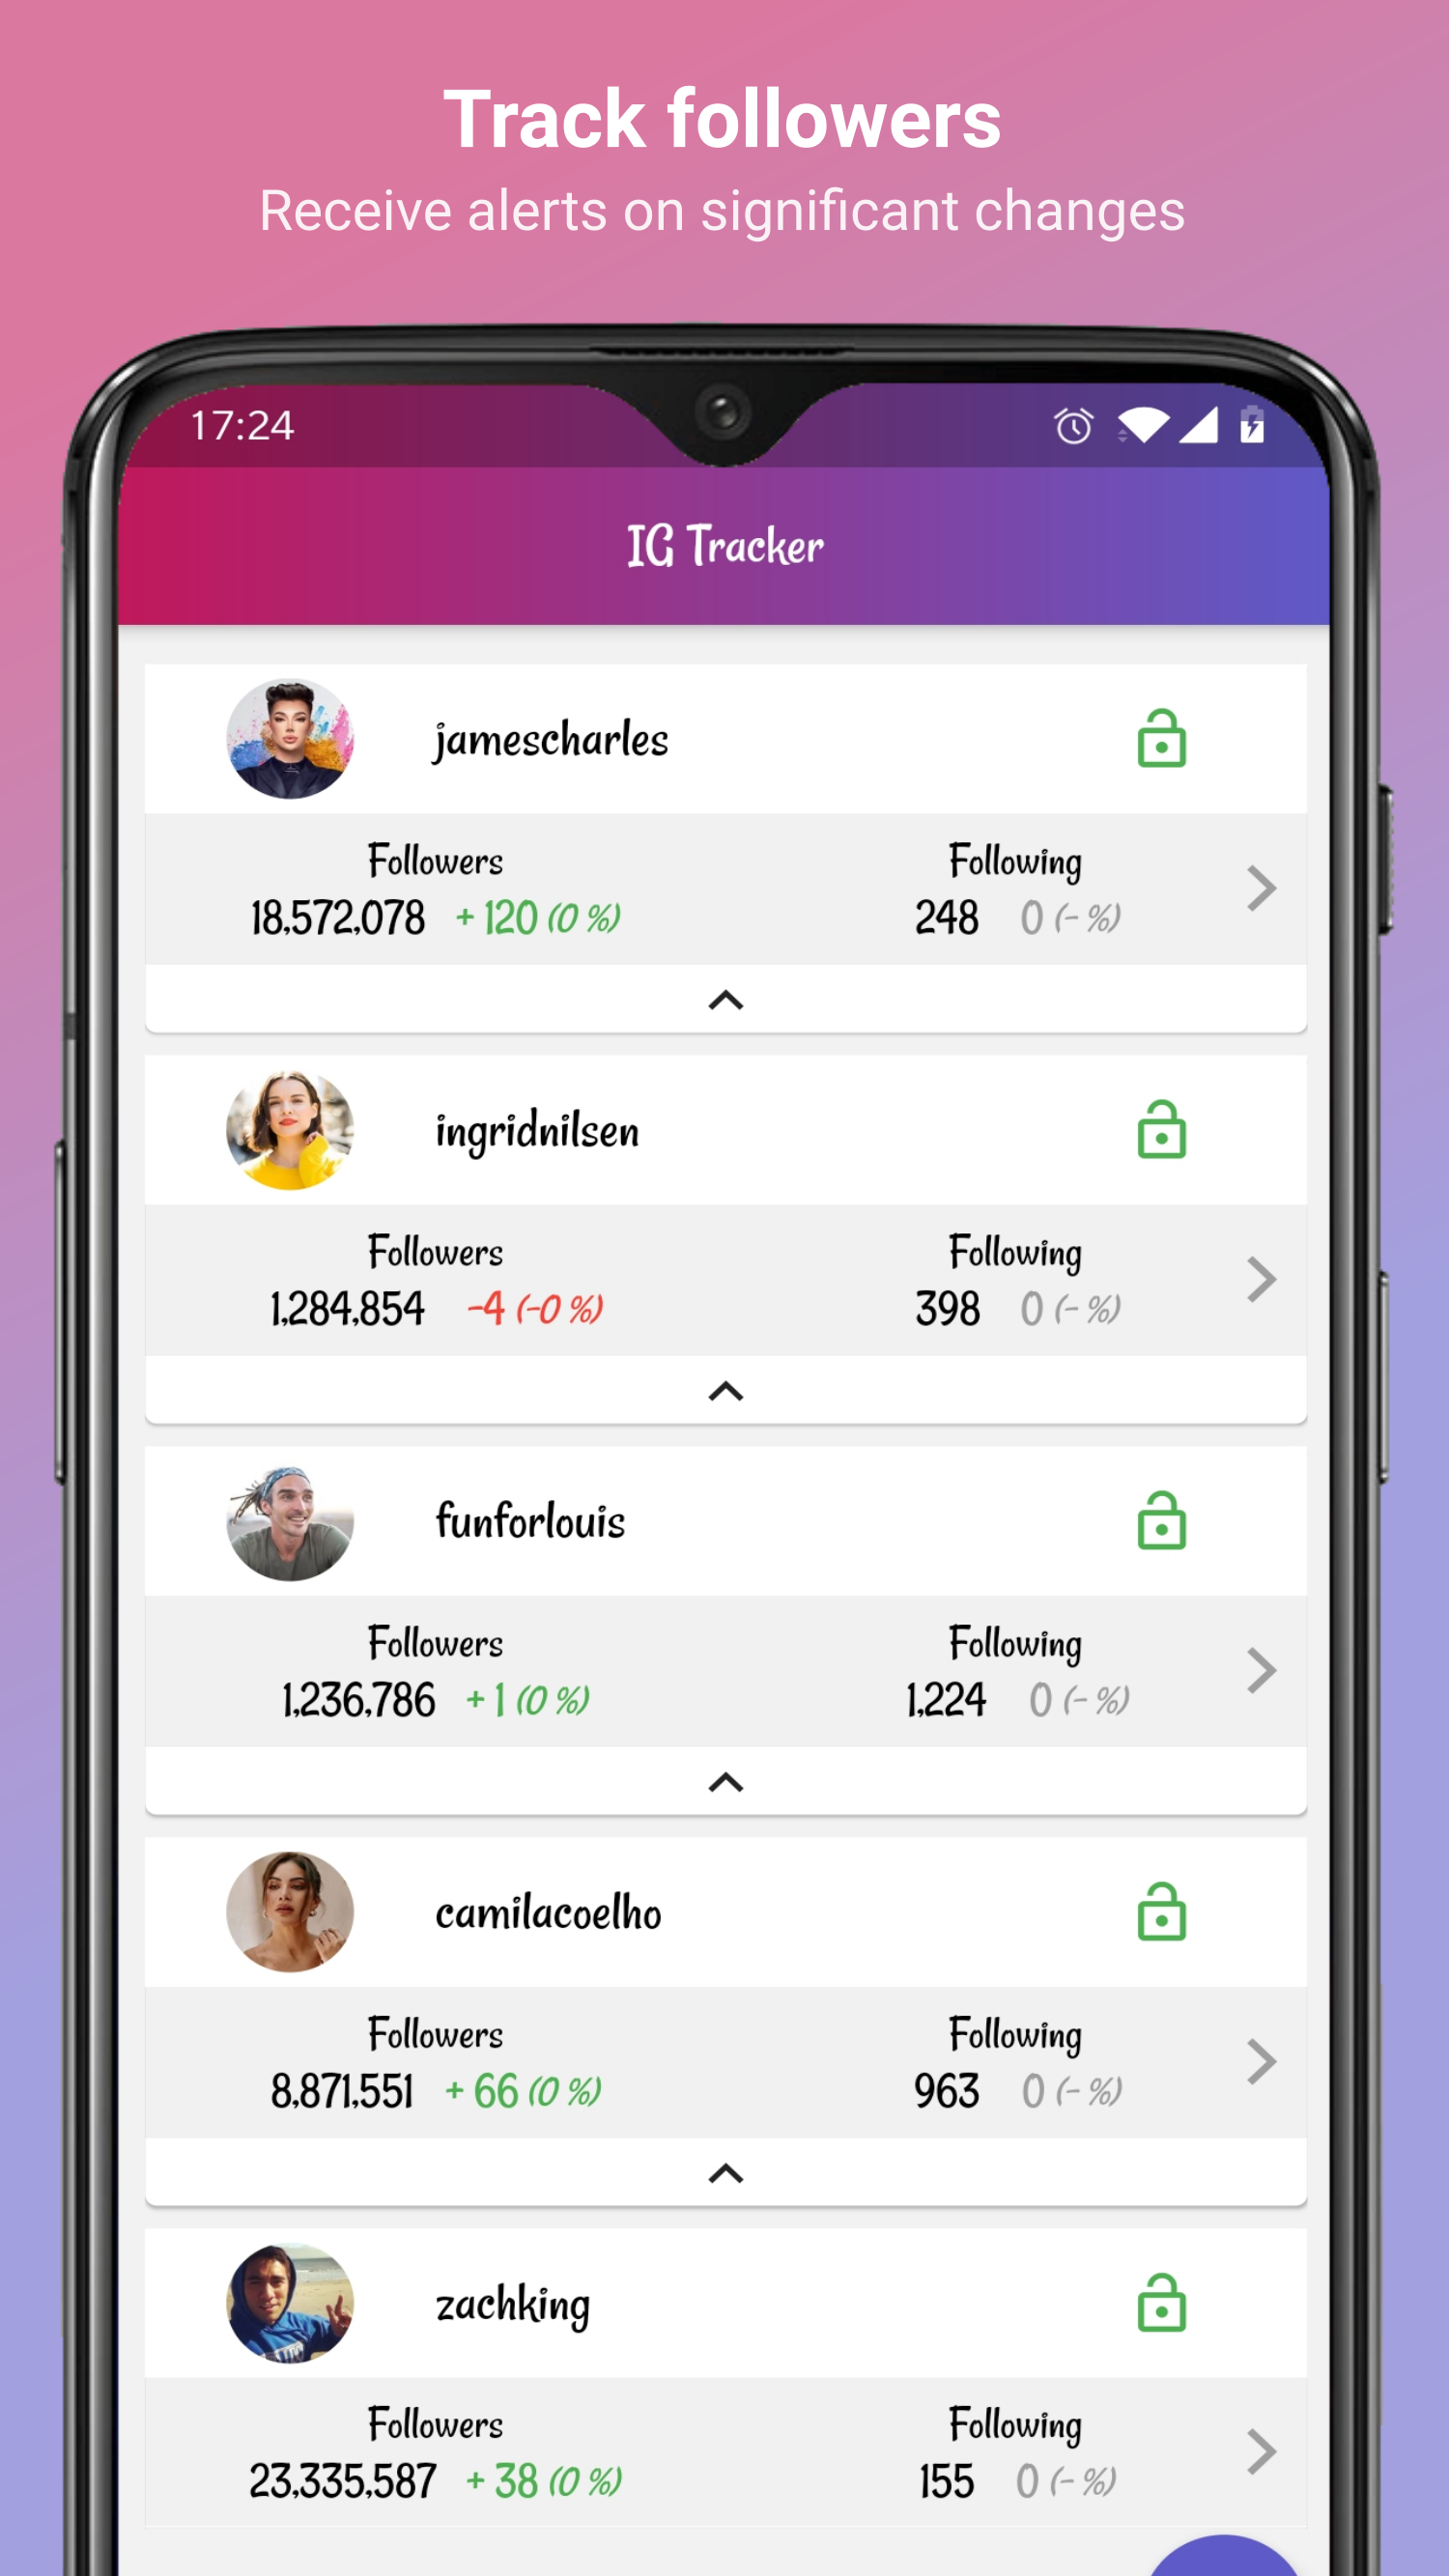 Track followers
Receive alerts on significant changes
17:24
IG Tracker
jamescharles
Followers Following
18,572,078 + 120 (0 %) 248 0 (- %)
ingridnilsen
Followers Following
1,284,854 -4 (-0 %) 398 0 (- %)
funforlouis
Followers Following
1,236,786 + 1 (0 %) 1,224 0 (- %)
camilacoelho
Followers Following
8,871,551 + 66 (0 %) 963 0 (- %)
zachking
Followers Following
23,335,587 + 38 (0 %) 155 0 (- %)